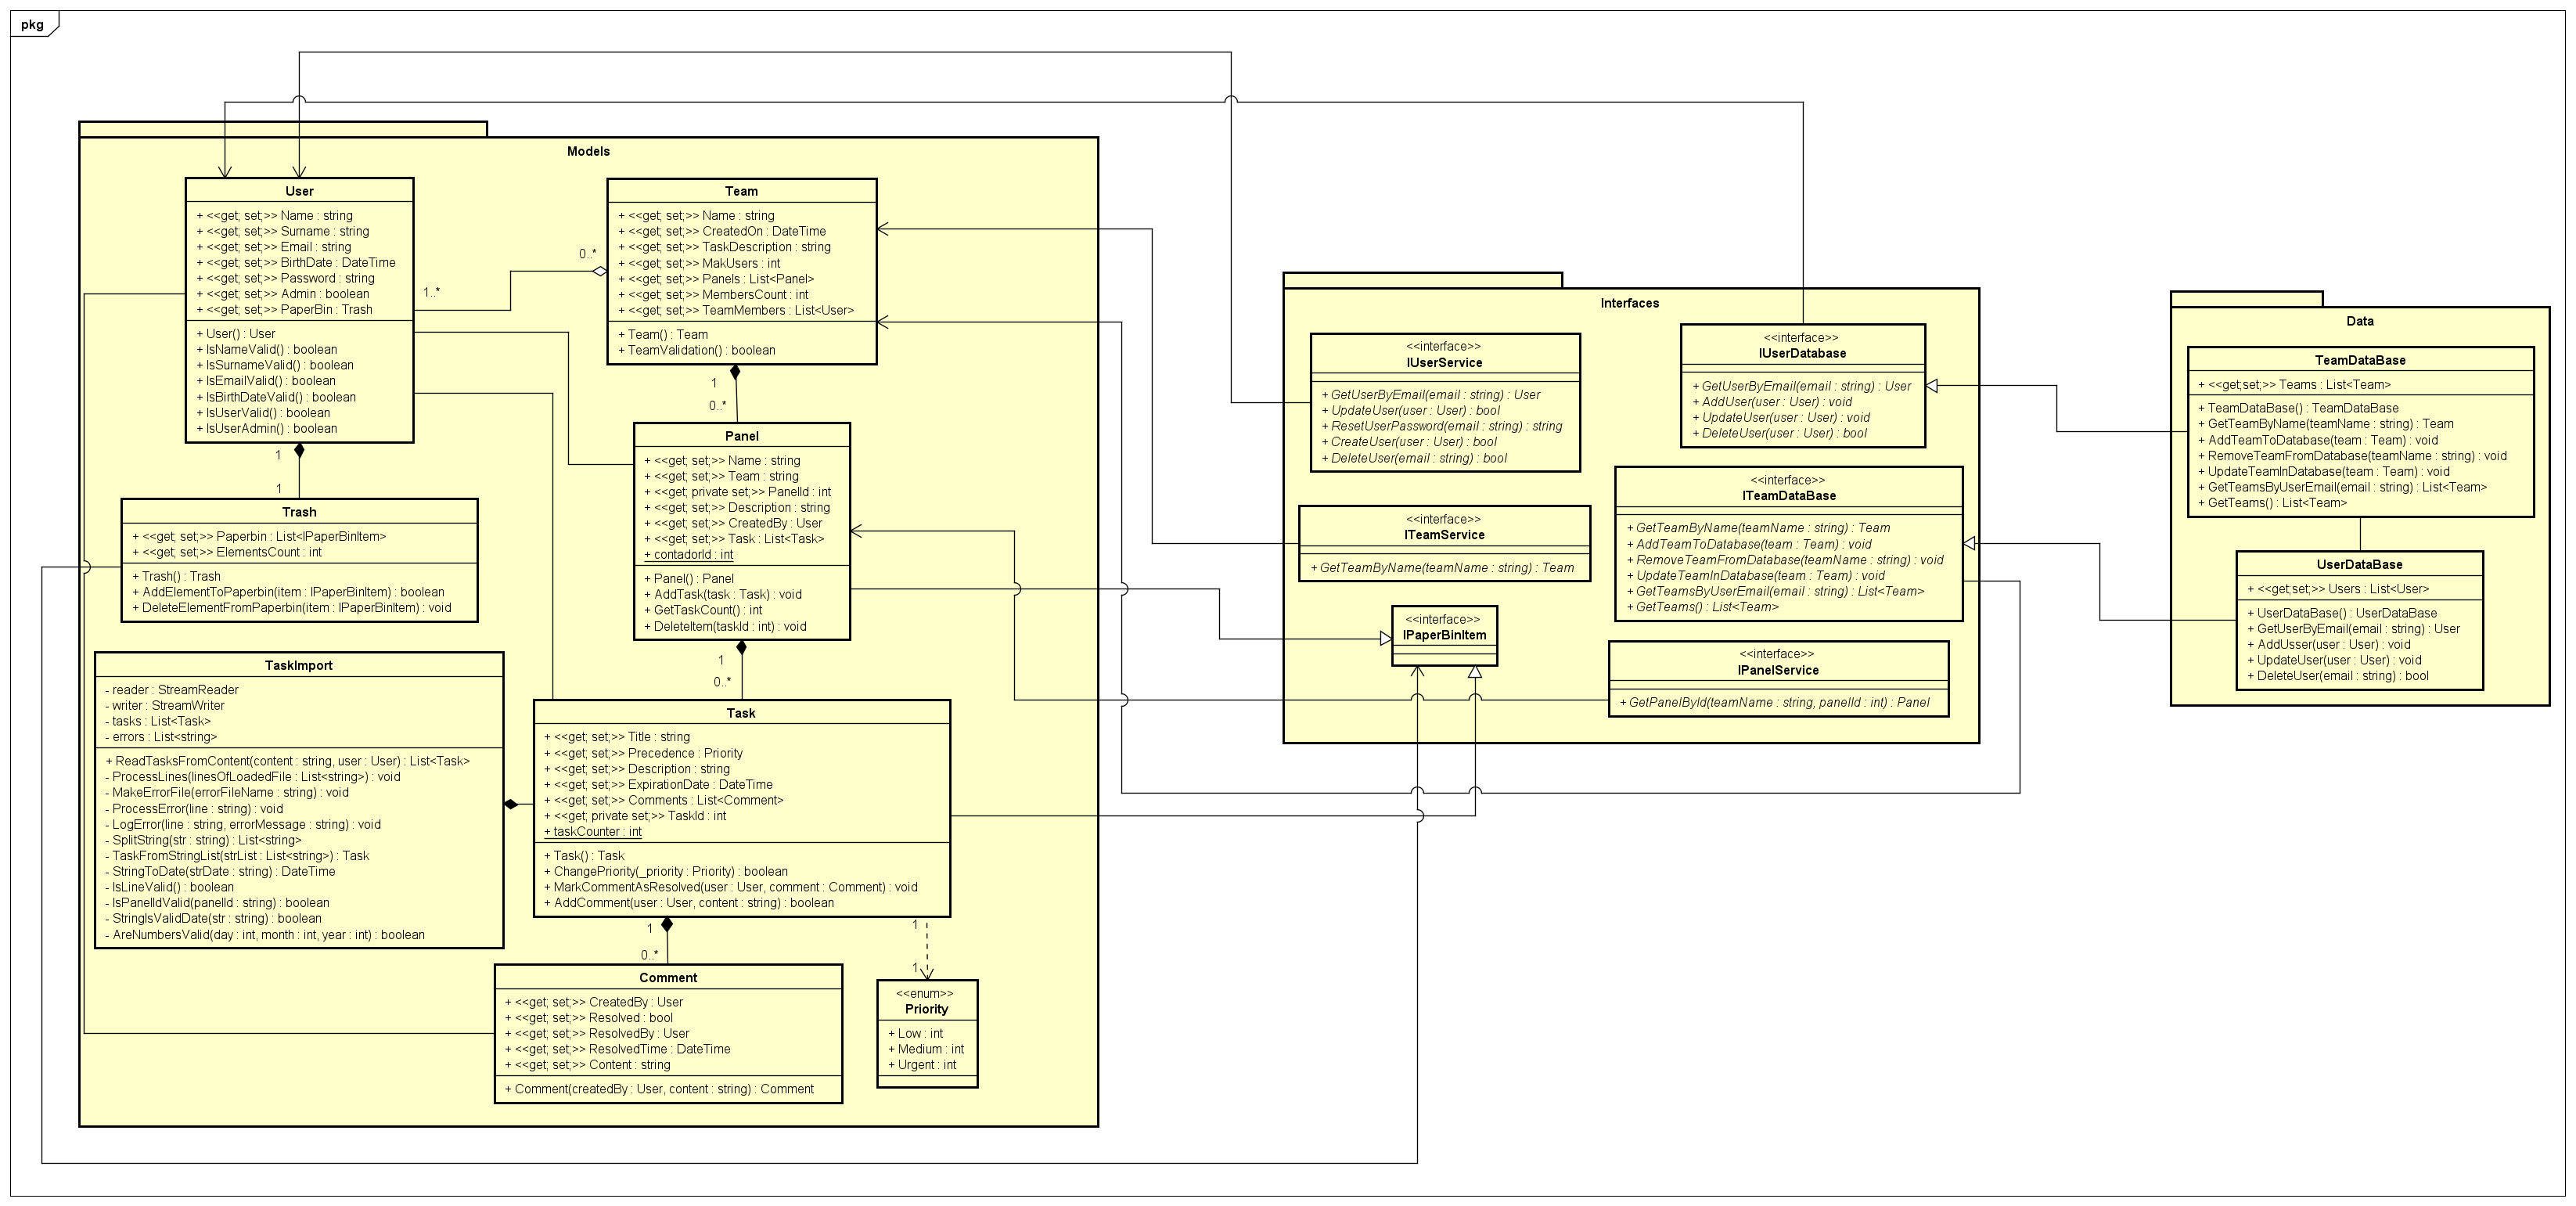 pkg
Models
User
+ <<get; set;>> Name : string
+ <<get; set;>> Surname : string
+ <<get; set;>> Email : string
+ <<get; set;>> BirthDate : DateTime
+ <<get; set;>> Password : string
+ <<get; set;>> Admin : boolean
+ <<get; set;>> PaperBin : Trash
+ User() : User
+ IsNameValid() : boolean
+ IsSurnameValid() : boolean
+ IsEmailValid() : boolean
+ IsBirthDateValid() : boolean
+ IsUserValid() : boolean
+ IsUserAdmin() : boolean
1..*
0..*
Team
+ <<get; set;>> Name : string
+ <<get; set;>> CreatedOn : DateTime
+ <<get; set;>> TaskDescription : string
+ <<get; set;>> MakUsers : int
+ <<get; set;>> Panels : List<Panel>
+ <<get; set;>> MembersCount : int
+ <<get; set;>> TeamMembers : List<User>
+ Team() : Team
+ TeamValidation() : boolean
1
0..*
1
1
Trash
+ <<get; set;>> Paperbin : List<IPaperBinItem>
+ <<get; set;>> ElementsCount : int
+ Trash() : Trash
+ AddElementToPaperbin(item : IPaperBinItem) : boolean
+ DeleteElementFromPaperbin(item : IPaperBinItem) : void
Panel
+ <<get; set;>> Name : string
+ <<get; set;>> Team : string
+ <<get; private set;>> PanelId : int
+ <<get; set;>> Description : string
+ <<get; set;>> CreatedBy : User
+ <<get; set;>> Task : List<Task>
+ contadorId : int
+ Panel() : Panel
+ AddTask(task : Task) : void
+ GetTaskCount() : int
+ DeleteItem(taskId : int) : void
1
0..*
TaskImport
- reader : StreamReader
- writer : StreamWriter
- tasks : List<Task>
- errors : List<string>
+ ReadTasksFromContent(content : string, user : User) : List<Task>
- ProcessLines(linesOfLoadedFile : List<string>) : void
- MakeErrorFile(errorFileName : string) : void
- ProcessError(line : string) : void
- LogError(line : string, errorMessage : string) : void
- SplitString(str : string) : List<string>
- TaskFromStringList(strList : List<string>) : Task
- StringToDate(strDate : string) : DateTime
- IsLineValid() : boolean
- IsPanelIdValid(panelId : string) : boolean
- StringIsValidDate(str : string) : boolean
- AreNumbersValid(day : int, month : int, year : int) : boolean
Task
+ <<get; set;>> Title : string
+ <<get; set;>> Precedence : Priority
+ <<get; set;>> Description : string
+ <<get; set;>> ExpirationDate : DateTime
+ <<get; set;>> Comments : List<Comment>
+ <<get; private set;>> TaskId : int
+ taskCounter : int
+ Task() : Task
+ ChangePriority(_priority : Priority) : boolean
+ MarkCommentAsResolved(user : User, comment : Comment) : void
+ AddComment(user : User, content : string) : boolean
1
0..*
1
1
Comment
+ <<get; set;>> CreatedBy : User
+ <<get; set;>> Resolved : bool
+ <<get; set;>> ResolvedBy : User
+ <<get; set;>> ResolvedTime : DateTime
+ <<get; set;>> Content : string
+ Comment(createdBy : User, content : string) : Comment
<<enum>>
Priority
+ Low : int
+ Medium : int
+ Urgent : int
Interfaces
<<interface>>
IUserService
+ GetUserByEmail(email : string) : User
+ UpdateUser(user : User) : bool
+ ResetUserPassword(email : string) : string
+ CreateUser(user : User) : bool
+ DeleteUser(email : string) : bool
<<interface>>
IUserDatabase
+ GetUserByEmail(email : string) : User
+ AddUser(user : User) : void
+ UpdateUser(user : User) : void
+ DeleteUser(user : User) : bool
<<interface>>
ITeamService
+ GetTeamByName(teamName : string) : Team
<<interface>>
ITeamDataBase
+ GetTeamByName(teamName : string) : Team
+ AddTeamToDatabase(team : Team) : void
+ RemoveTeamFromDatabase(teamName : string) : void
+ UpdateTeamInDatabase(team : Team) : void
+ GetTeamsByUserEmail(email : string) : List<Team>
+ GetTeams() : List<Team>
<<interface>>
IPaperBinItem
<<interface>>
IPanelService
+ GetPanelById(teamName : string, panelId : int) : Panel
Data
TeamDataBase
+ <<get;set;>> Teams : List<Team>
+ TeamDataBase() : TeamDataBase
+ GetTeamByName(teamName : string) : Team
+ AddTeamToDatabase(team : Team) : void
+ RemoveTeamFromDatabase(teamName : string) : void
+ UpdateTeamInDatabase(team : Team) : void
+ GetTeamsByUserEmail(email : string) : List<Team>
+ GetTeams() : List<Team>
UserDataBase
+ <<get;set;>> Users : List<User>
+ UserDataBase() : UserDataBase
+ GetUserByEmail(email : string) : User
+ AddUsser(user : User) : void
+ UpdateUser(user : User) : void
+ DeleteUser(email : string) : bool